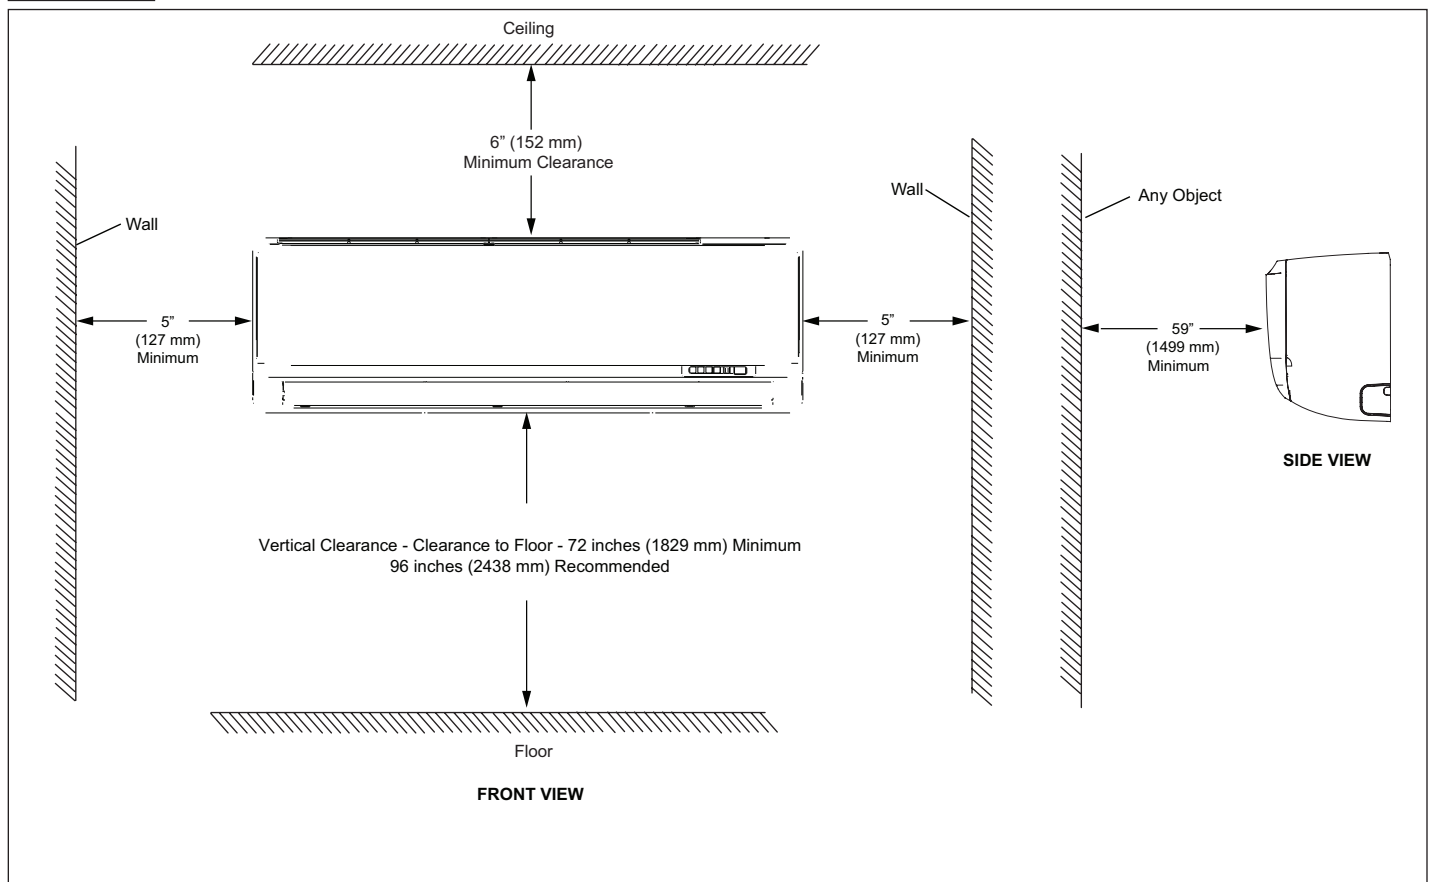 Ceiling
6” (152 mm)
Minimum Clearance
Wall
5”
(127 mm)
Minimum
Wall
5”
(127 mm)
Minimum
Any Object
59”
(1499 mm)
Minimum
SIDE VIEW
Vertical Clearance - Clearance to Floor - 72 inches (1829 mm) Minimum
96 inches (2438 mm) Recommended
Floor
FRONT VIEW